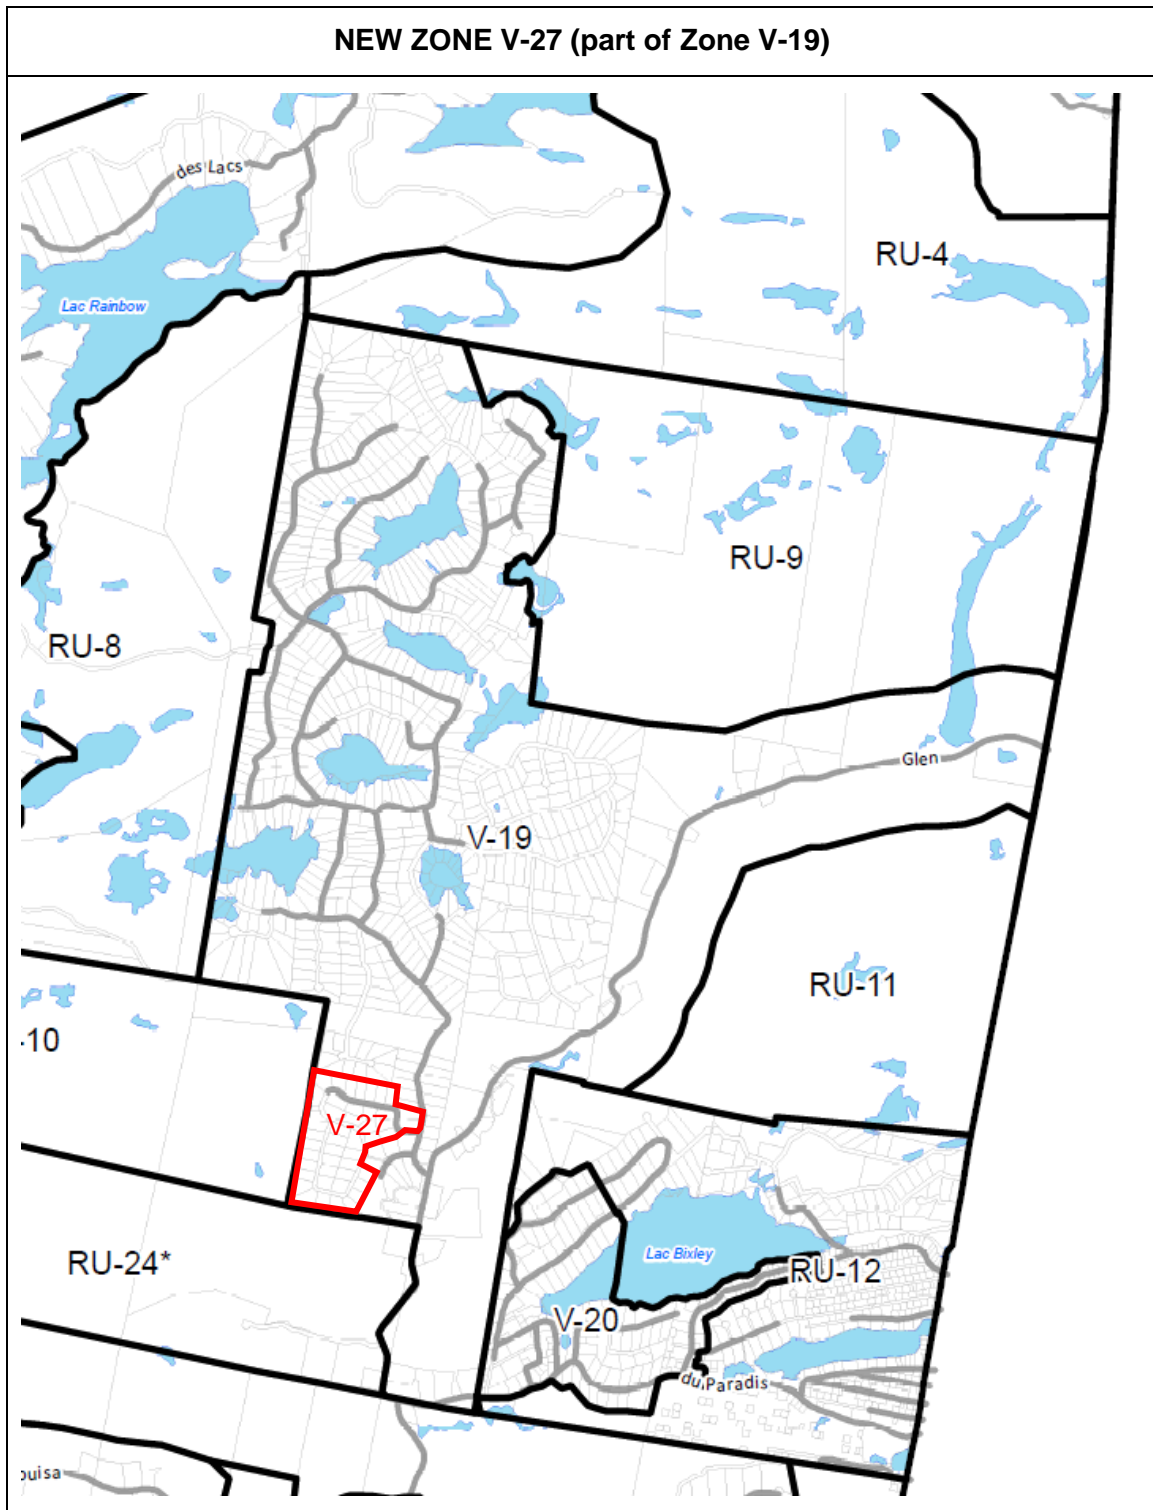 NEW ZONE V-27 (part of Zone V-19)
des Lacs
RU-4
Lac Rainbow
RU-9
RU-8
Glen
V-19
RU-11
-10
V-27
Lac Bixley
RU-24*
RU-12
V-20
du Paradis
ouisa